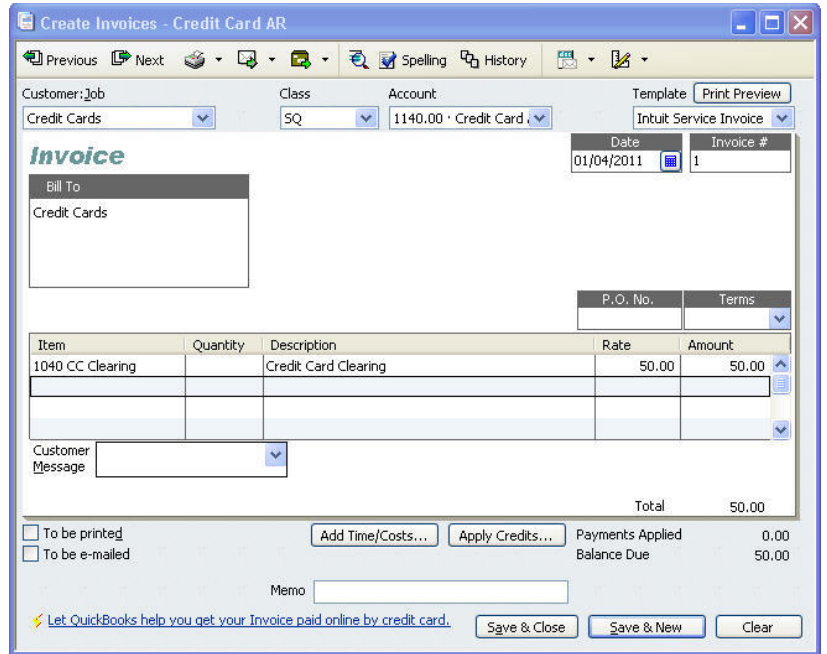 Create Invoices - Credit Card AR
Previous Next Spelling History
Customer:Job Class Account Template Print Preview
Credit Cards SQ 1140.00 · Credit Card Intuit Service Invoice
Invoice
Date Invoice #
01/04/2011 1
Bill To
Credit Cards
P.O. No. Terms
Item Quantity Description Rate Amount
1040 CC Clearing Credit Card Clearing 50.00 50.00
Customer
Message
Total 50.00
To be printed Add Time/Costs... Apply Credits... Payments Applied 0.00
To be e-mailed Balance Due 50.00
Memo
Let QuickBooks help you get your Invoice paid online by credit card. Save & Close Save & New Clear